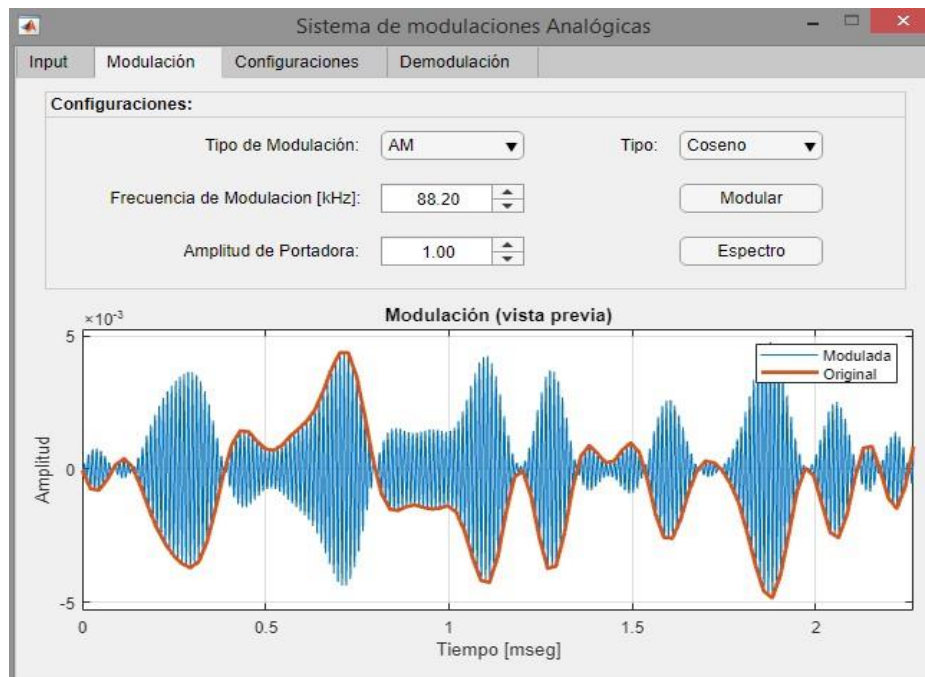 Sistema de modulaciones Analógicas
Input Modulación Configuraciones Demodulación
Configuraciones:
Tipo de Modulación: AM Tipo: Coseno
Frecuencia de Modulacion [kHz]: 88.20 Modular
Amplitud de Portadora: 1.00 Espectro
Modulación (vista previa)
×10-3
5
Modulada
Original
0
Amplitud
-5
0 0.5 1 1.5 2
Tiempo [mseg]